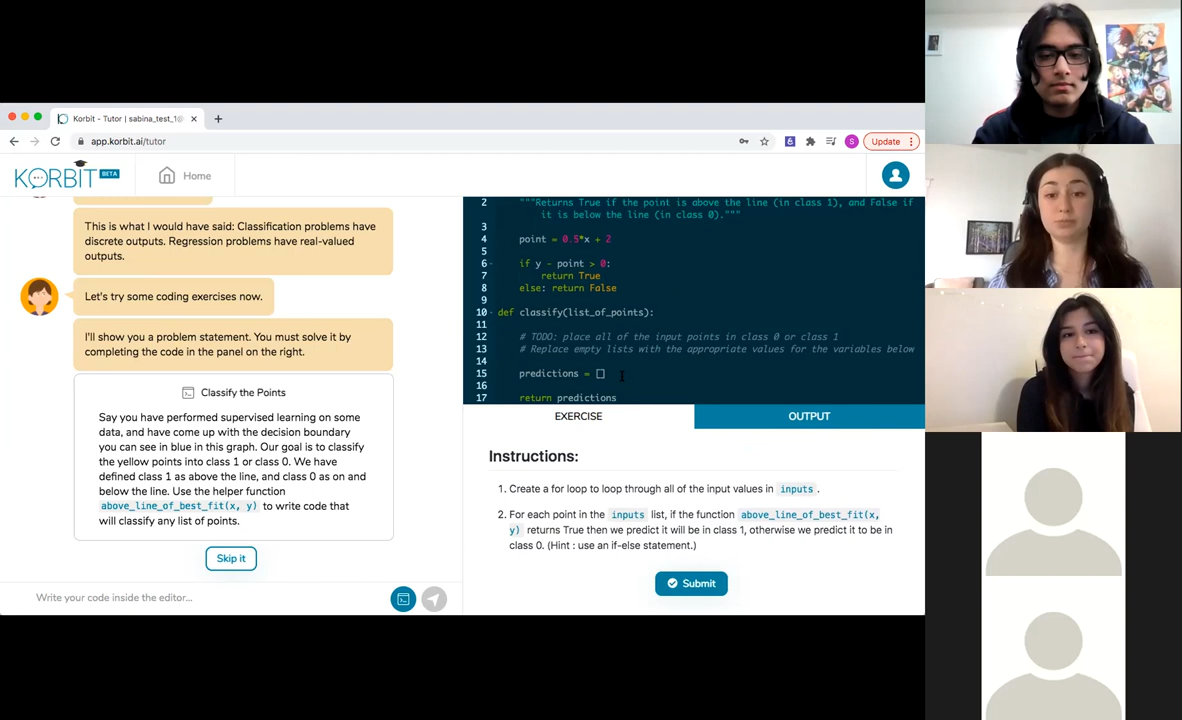 Korbit - Tutor | sabina_test_1@
app.korbit.ai/tutor
S
Update
KORBIT BETA
Home
This is what I would have said: Classification problems have
discrete outputs. Regression problems have real-valued
outputs.
Let's try some coding exercises now.
I'll show you a problem statement. You must solve it by
completing the code in the panel on the right.
Classify the Points
Say you have performed supervised learning on some
data, and have come up with the decision boundary
you can see in blue in this graph. Our goal is to classify
the yellow points into class 1 or class 0. We have
defined class 1 as above the line, and class 0 as on and
below the line. Use the helper function
above_line_of_best_fit(x, y) to write code that
will classify any list of points.
Skip it
Write your code inside the editor...
2 """Returns True if the point is above the line (in class 1), and False if
it is below the line (in class 0)."""
3
4 point = 0.5*x + 2
5
6 if y - point > 0:
7 return True
8 else: return False
9
10 def classify(list_of_points):
11
12 # TODO: place all of the input points in class 0 or class 1
13 # Replace empty lists with the appropriate values for the variables below
14
15 predictions = []
16
17 return predictions
EXERCISE
OUTPUT
Instructions:
1. Create a for loop to loop through all of the input values in inputs .
2. For each point in the inputs list, if the function above_line_of_best_fit(x,
y) returns True then we predict it will be in class 1, otherwise we predict it to be in
class 0. (Hint : use an if-else statement.)
Submit